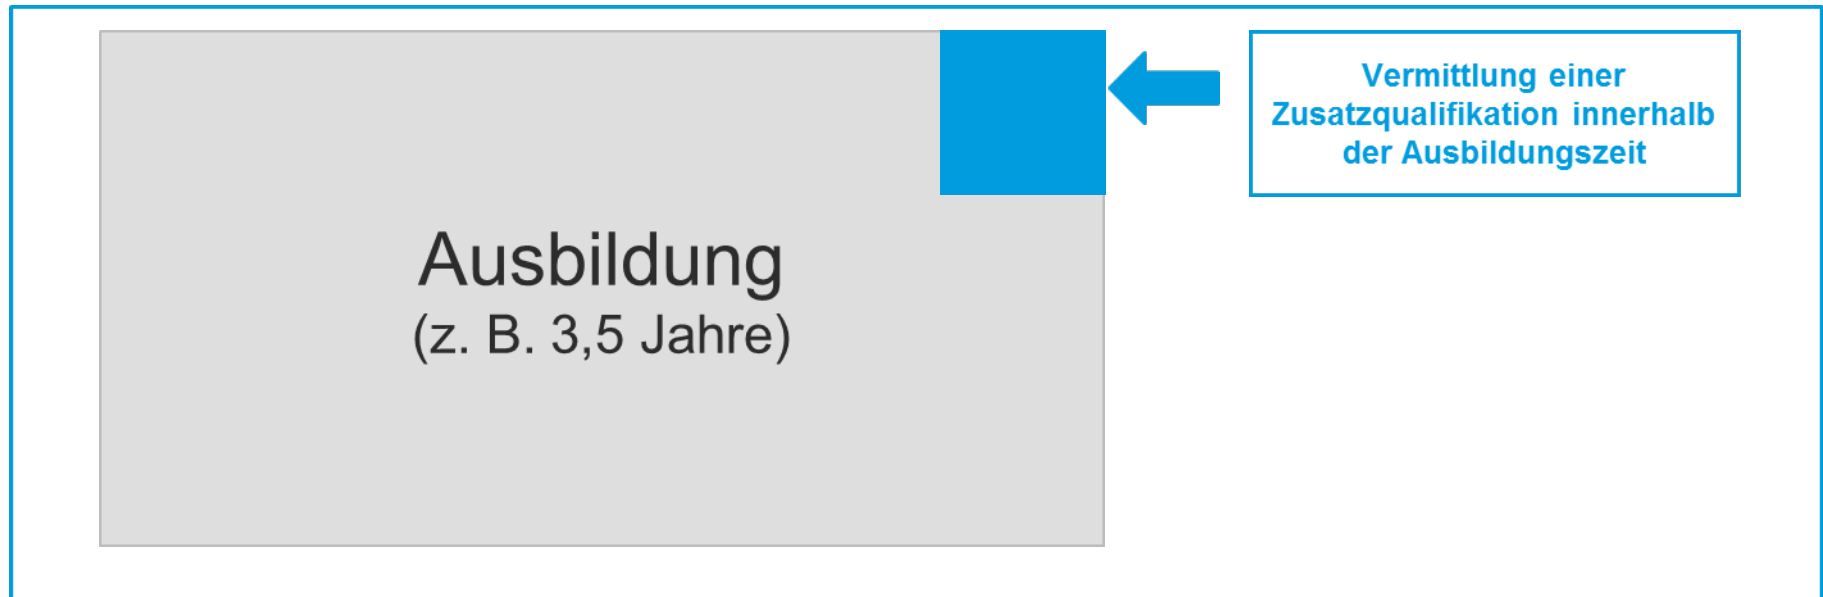 Vermittlung einer
Zusatzqualifikation innerhalb
der Ausbildungszeit
Ausbildung
(z. B. 3,5 Jahre)